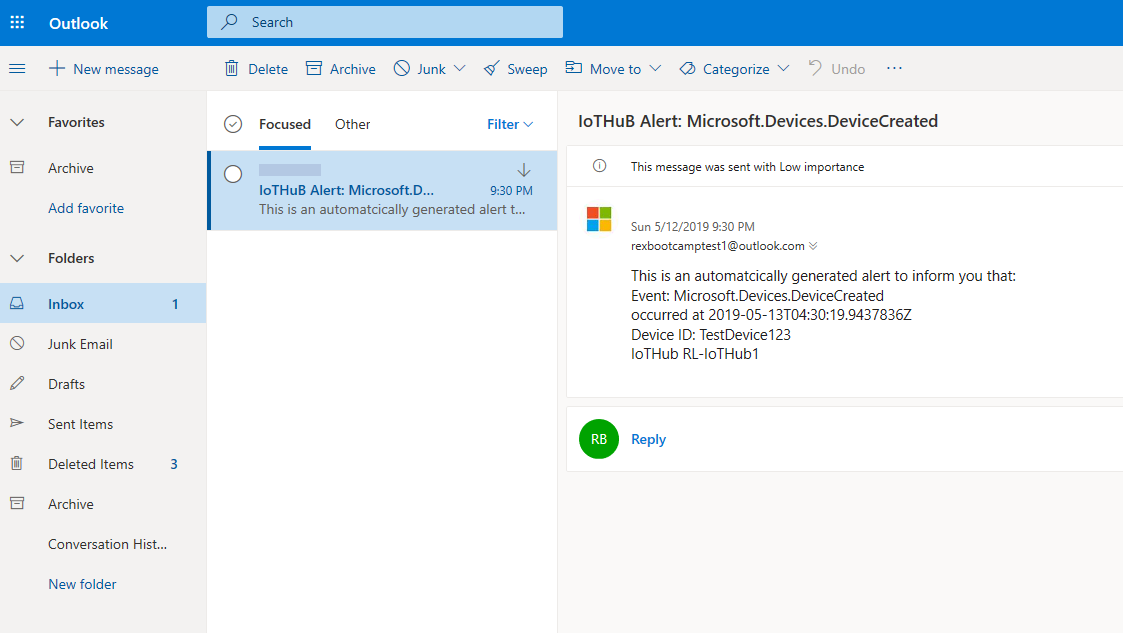 Outlook
Search
New message
Delete
Archive
Junk
Sweep
Move to
Categorize
Undo
Favorites
Archive
Add favorite
Folders
Inbox 1
Junk Email
Drafts
Sent Items
Deleted Items 3
Archive
Conversation Hist...
New folder
Focused
Other
Filter
IoTHuB Alert: Microsoft.D...
9:30 PM
This is an automatcically generated alert t...
IoTHuB Alert: Microsoft.Devices.DeviceCreated
This message was sent with Low importance
Sun 5/12/2019 9:30 PM
rexbootcamptest1@outlook.com
This is an automatcically generated alert to inform you that:
Event: Microsoft.Devices.DeviceCreated
occurred at 2019-05-13T04:30:19.9437836Z
Device ID: TestDevice123
IoTHub RL-IoTHub1
RB
Reply